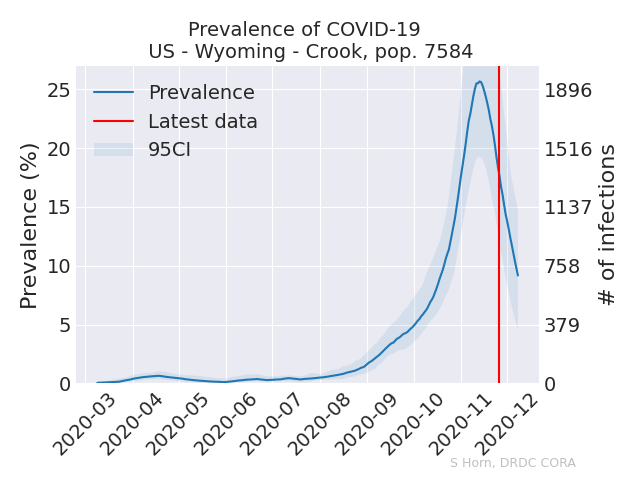 Prevalence of COVID-19
US - Wyoming - Crook, pop. 7584
Prevalence
Latest data
95CI
Prevalence (%)
25
20
15
10
5
0
1896
1516
1137
758
379
0
# of infections
2020-03
2020-04
2020-05
2020-06
2020-07
2020-08
2020-09
2020-10
2020-11
2020-12
S Horn, DRDC CORA